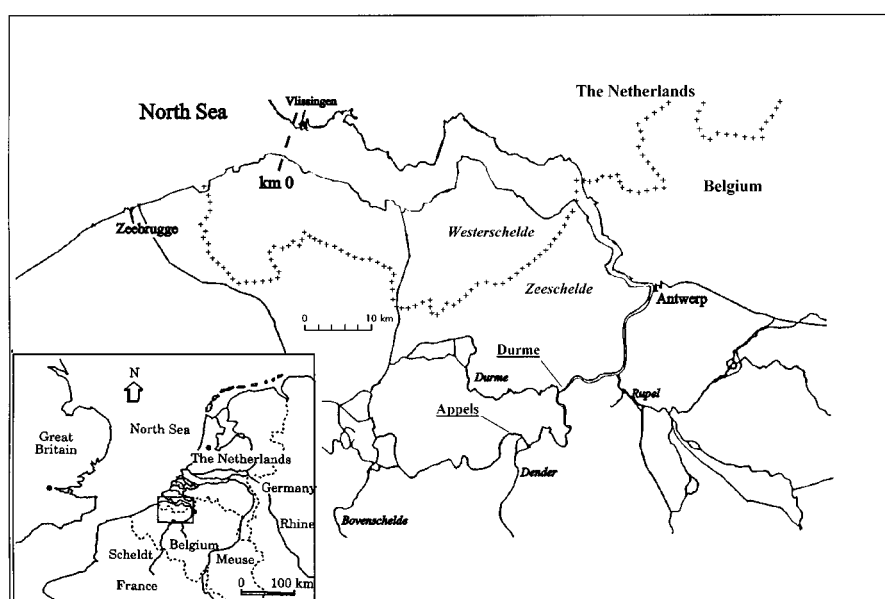 The Netherlands
Vlissingen
North Sea
km 0
Belgium
Zeebrugge
Westerschelde
Zeeschelde
Antwerp
0 10 km
Durme
Durme
Rupel
Appels
Dender
Bovenschelde
N
North Sea
Great
Britain
The Netherlands
Germany
Rhine
Belgium
Scheldt
Meuse
France
0 100 km